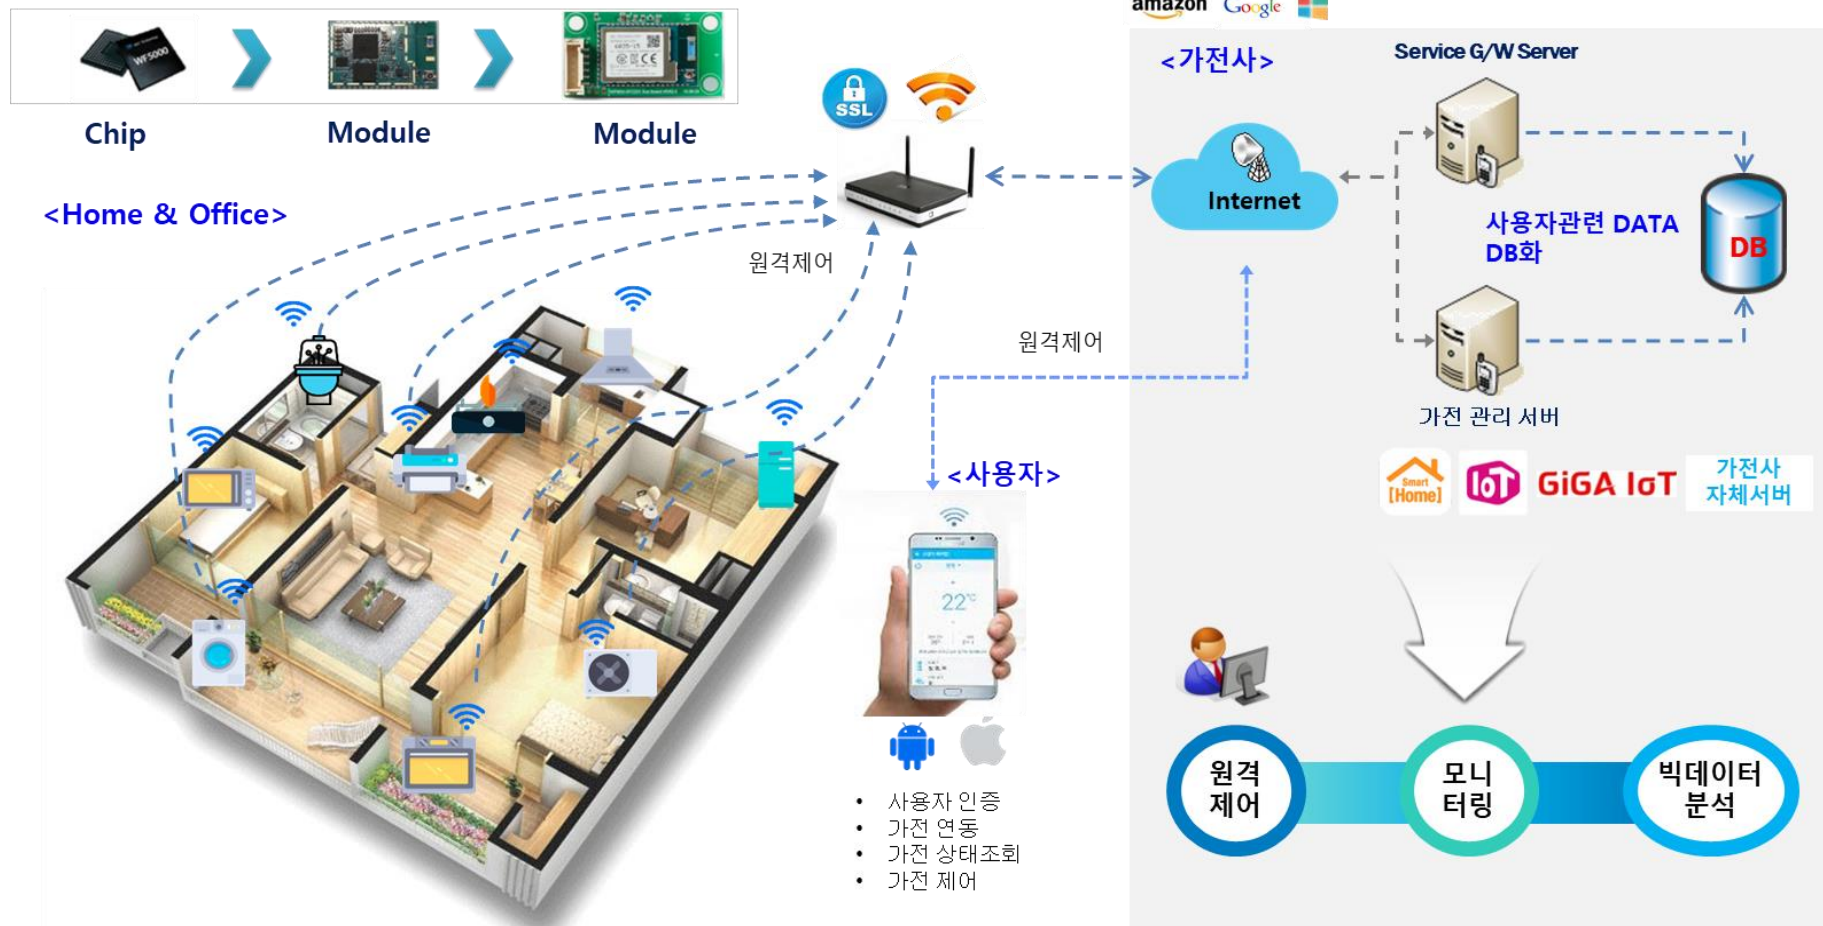 amazon Google
WF5000
Chip
Module
Module
<Home & Office>
SSL
원격제어
원격제어
<사용자>
22℃
• 사용자 인증
• 가전 연동
• 가전 상태조회
• 가전 제어
<가전사>
Service G/W Server
Internet
사용자관련 DATA
DB화
DB
가전 관리 서버
Smart
[Home]
IoT
GiGA IoT
가전사
자체서버
원격
제어
모니
터링
빅데이터
분석